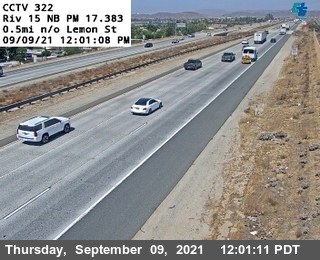 CCTV 322
Riv 15 NB PM 17.383
0.5mi n/o Lemon St
09/09/21 12:01:08 PM
Thursday, September 09, 2021 12:01:11 PDT